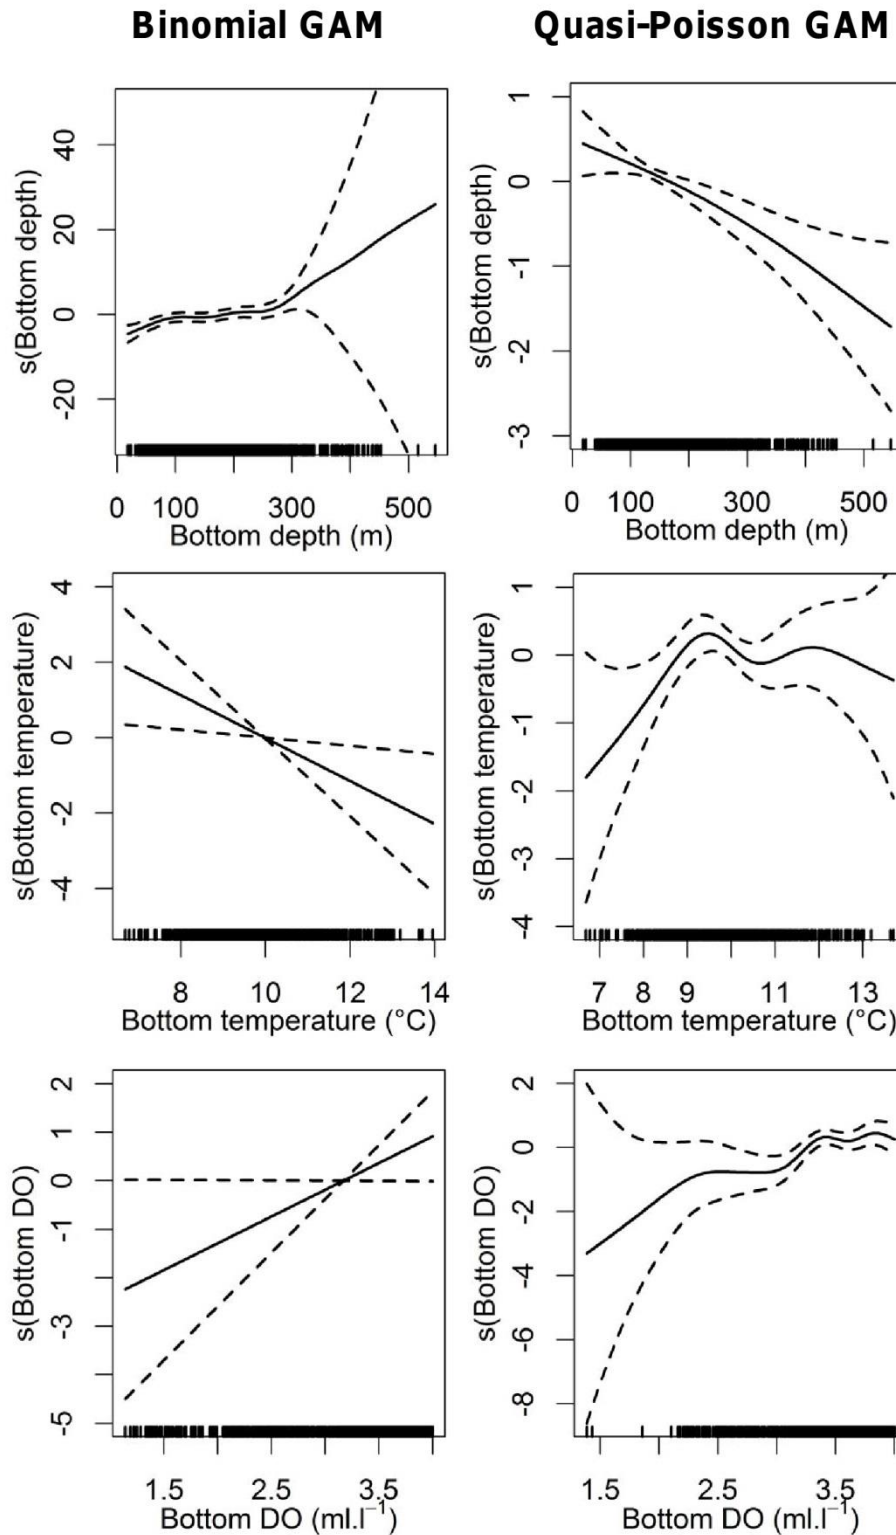 Binomial GAM
Quasi-Poisson GAM
s(Bottom depth)
40
20
0
-20
0 100 300 500
Bottom depth (m)
s(Bottom depth)
1
0
-1
-2
-3
0 100 300 500
Bottom depth (m)
s(Bottom temperature)
4
2
0
-2
-4
8 10 12 14
Bottom temperature (°C)
s(Bottom temperature)
1
0
-1
-2
-3
-4
7 8 9 11 13
Bottom temperature (°C)
s(Bottom DO)
2
1
0
-1
-3
-5
1.5 2.5 3.5
Bottom DO (ml.l⁻¹)
s(Bottom DO)
2
0
-2
-4
-6
-8
1.5 2.5 3.5
Bottom DO (ml.l⁻¹)